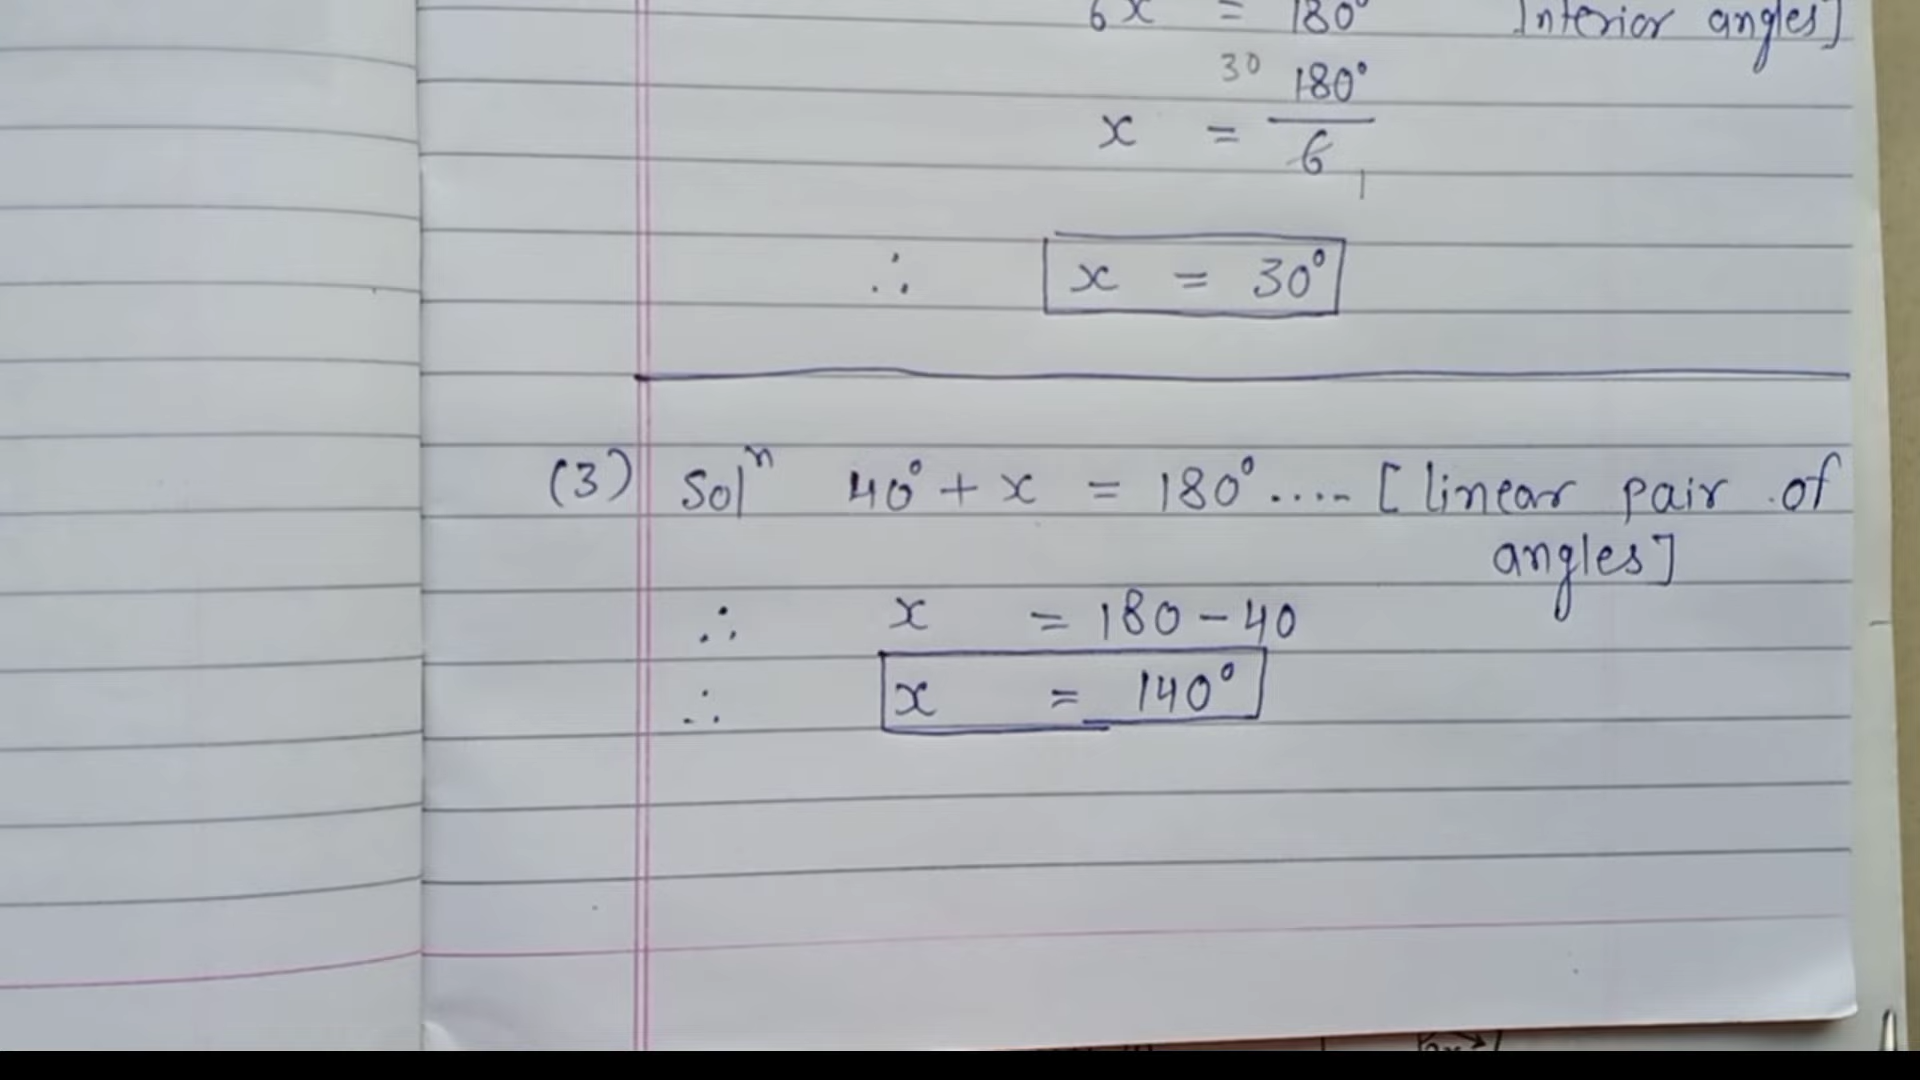 6x = 180° Interior angles]
30 180°
x = ―
6 1
∴ x = 30°
(3) Solⁿ 40° + x = 180° .... [linear pair of
angles]
∴ x = 180 - 40
∴ x = 140°